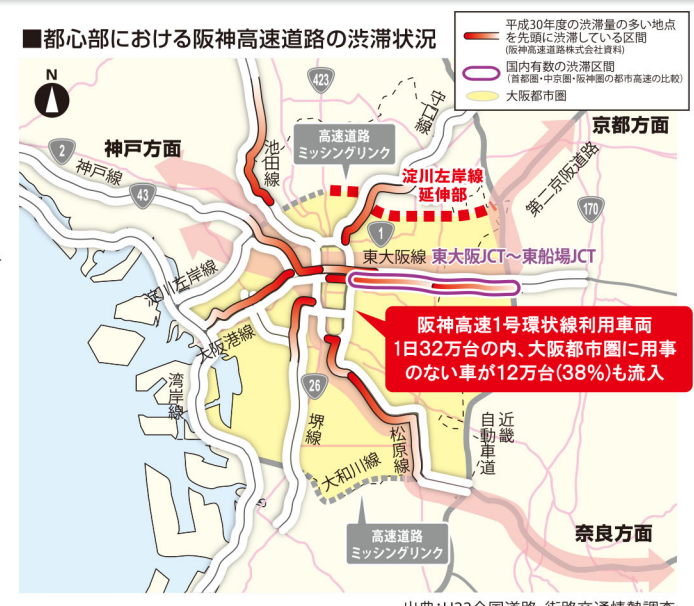 ■都心部における阪神高速道路の渋滞状況
平成30年度の渋滞量の多い地点
を先頭に渋滞している区間
(阪神高速道路株式会社資料)
国内有数の渋滞区間
(首都圏・中京圏・阪神圏の都市高速の比較)
大阪都市圏
N
423
守口線
京都方面
高速道路
ミッシングリンク
池田線
2
神戸方面
神戸線
43
淀川左岸線
延伸部
第二京阪道路
170
1
東大阪線
東大阪JCT〜東船場JCT
淀川左岸線
大阪港線
阪神高速1号環状線利用車両
1日32万台の内、大阪都市圏に用事
のない車が12万台(38%)も流入
湾岸線
26
堺線
松原線
近畿
自動車道
大和川線
高速道路
ミッシングリンク
奈良方面